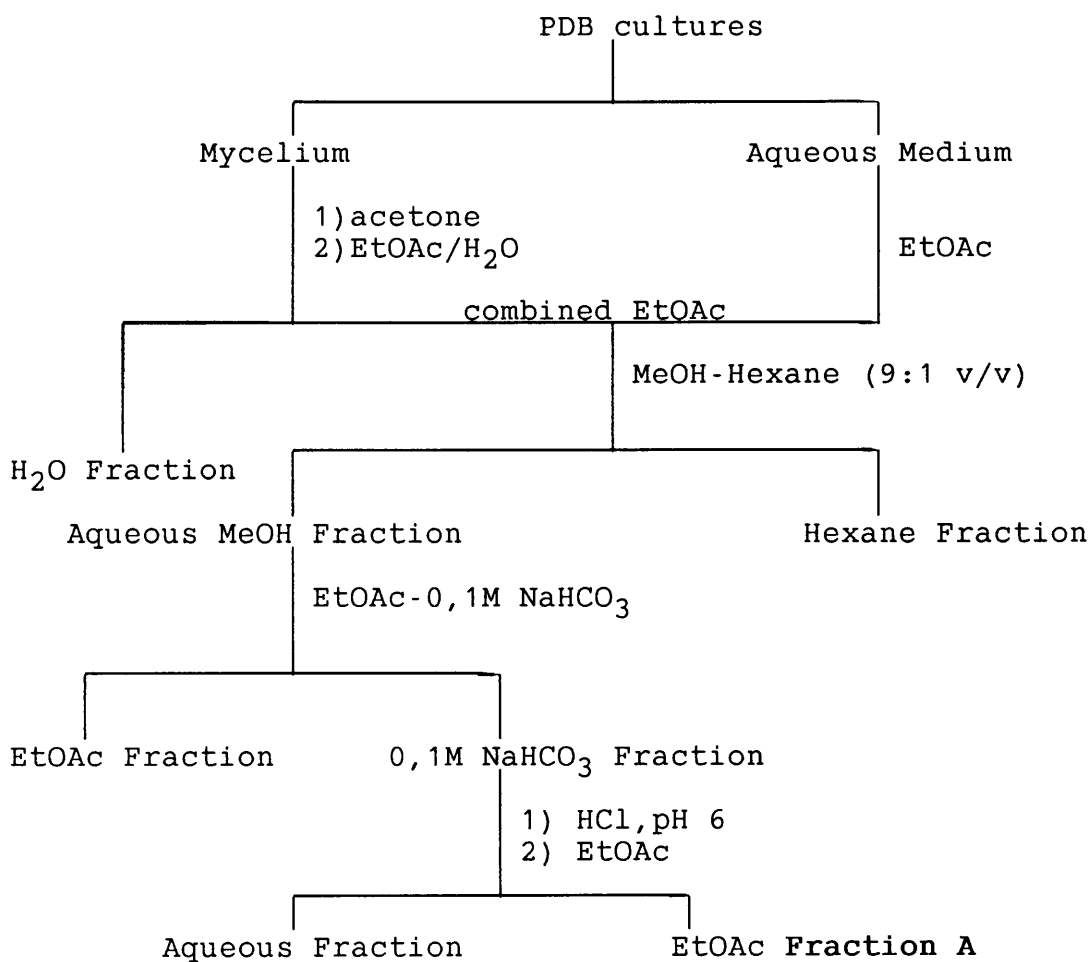 PDB cultures
Mycelium
Aqueous Medium
1)acetone
2)EtOAc/H₂O
EtOAc
combined EtOAc
MeOH-Hexane (9:1 v/v)
H₂O Fraction
Aqueous MeOH Fraction
Hexane Fraction
EtOAc-0,1M NaHCO₃
EtOAc Fraction
0,1M NaHCO₃ Fraction
1) HCl,pH 6
2) EtOAc
Aqueous Fraction
EtOAc Fraction A